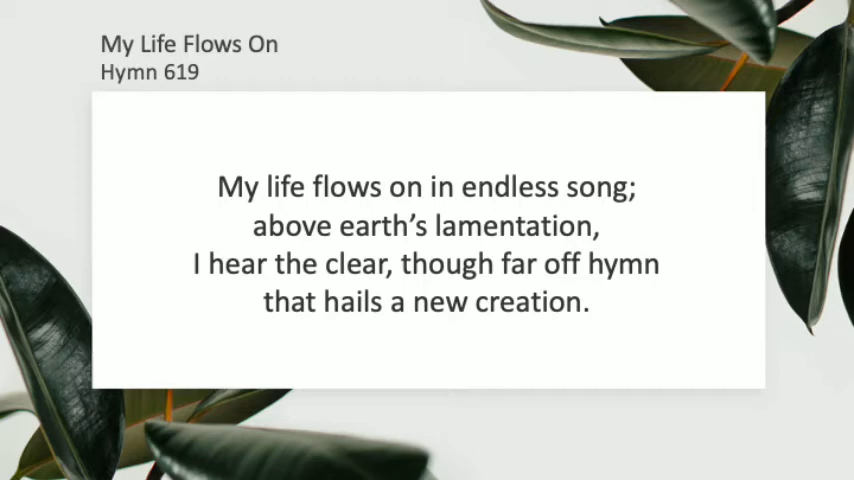 My Life Flows On
Hymn 619
My life flows on in endless song;
above earth’s lamentation,
I hear the clear, though far off hymn
that hails a new creation.